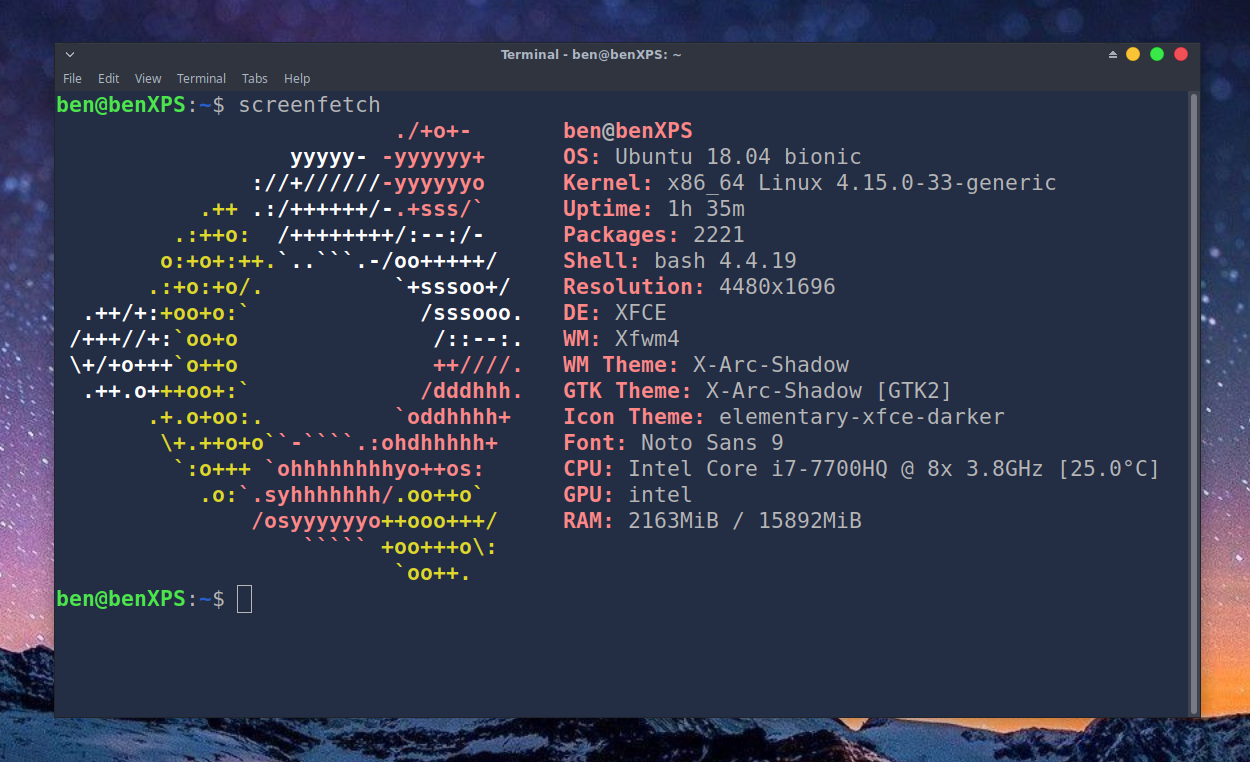 Terminal - ben@benXPS: ~
File Edit View Terminal Tabs Help
ben@benXPS:~$ screenfetch
                          ./+o+-       ben@benXPS
                  yyyyy- -yyyyyy+      OS: Ubuntu 18.04 bionic
               ://+//////-yyyyyyo      Kernel: x86_64 Linux 4.15.0-33-generic
           .++ .:/++++++/-.+sss/`      Uptime: 1h 35m
         .:++o:  /++++++++/:--:/-      Packages: 2221
        o:+o+:++.`..```.-/oo+++++/     Shell: bash 4.4.19
       .:+o:+o/.          `+sssoo+/    Resolution: 4480x1696
  .++/+:+oo+o:`             /sssooo.   DE: XFCE
 /+++//+:`oo+o               /::--:.   WM: Xfwm4
 \+/+o+++`o++o               ++////.   WM Theme: X-Arc-Shadow
  .++.o+++oo+:`             /dddhhh.   GTK Theme: X-Arc-Shadow [GTK2]
       .+.o+oo:.          `oddhhhh+    Icon Theme: elementary-xfce-darker
        \+.++o+o``-````.:ohdhhhhh+     Font: Noto Sans 9
         `:o+++ `ohhhhhhhhyo++os:      CPU: Intel Core i7-7700HQ @ 8x 3.8GHz [25.0°C]
           .o:`.syhhhhhhh/.oo++o`      GPU: intel
               /osyyyyyyo++ooo+++/     RAM: 2163MiB / 15892MiB
                   ````` +oo+++o\:
                          `oo++.
ben@benXPS:~$